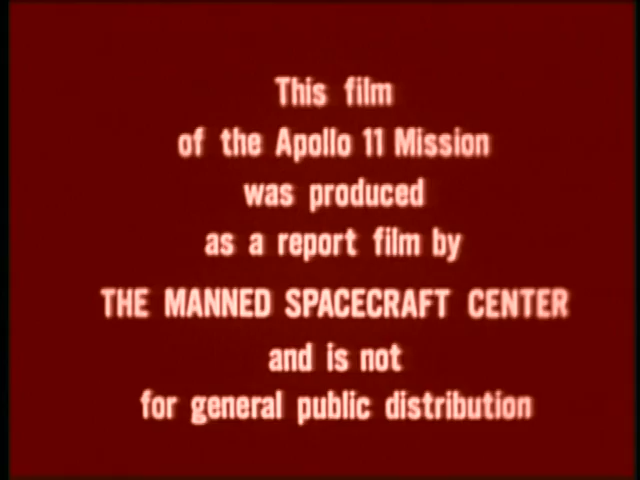 This film
of the Apollo 11 Mission
was produced
as a report film by
THE MANNED SPACECRAFT CENTER
and is not
for general public distribution